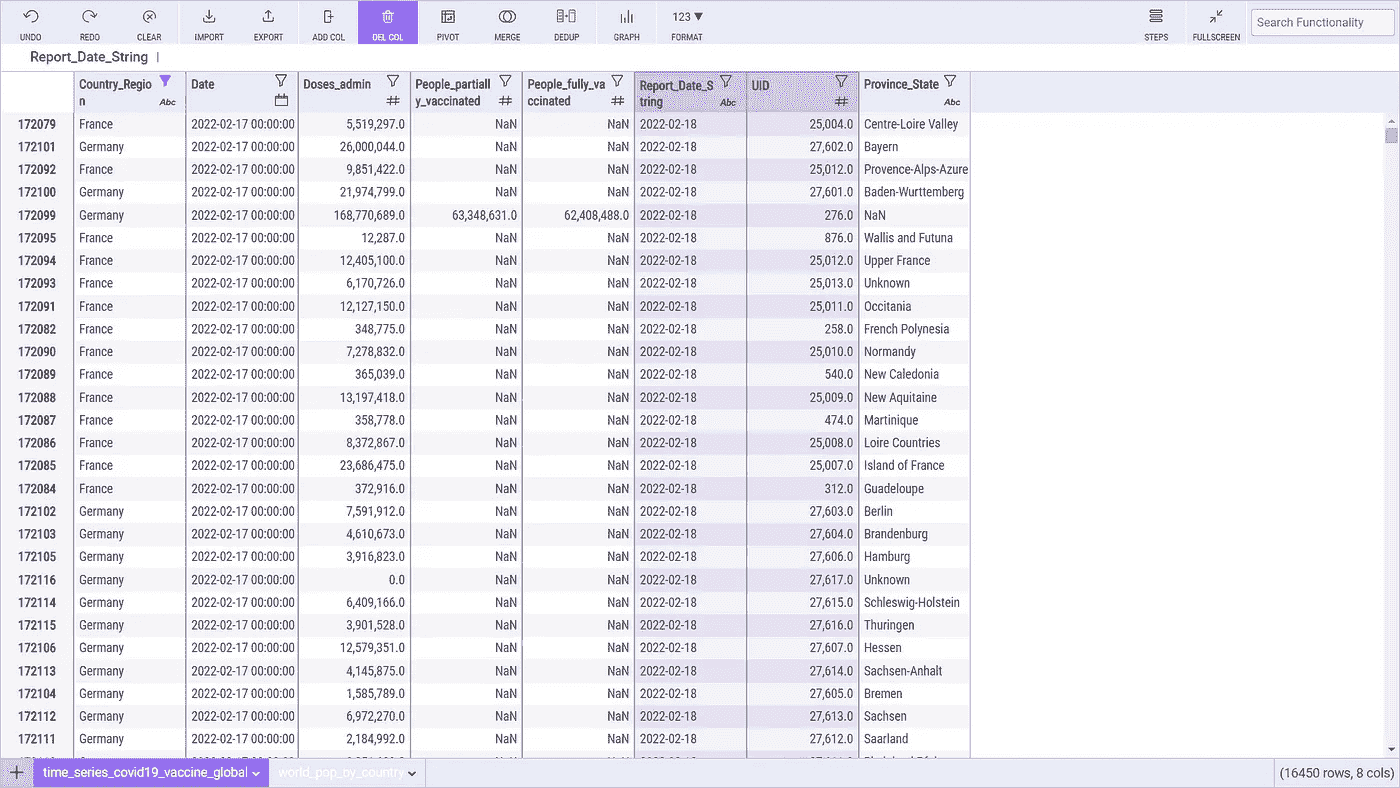 UNDO REDO CLEAR IMPORT EXPORT ADD COL DEL COL PIVOT MERGE DEDUP GRAPH 123 ▼ FORMAT STEPS FULLSCREEN Search Functionality
Report_Date_String
Country_Regio Date Doses_admin People_partiall People_fully_va Report_Date_S UID Province_State
n Abc ## y_vaccinated ## ccinated ## tring Abc ## Abc
172079 France 2022-02-17 00:00:00 5,519,297.0 NaN NaN 2022-02-18 25,004.0 Centre-Loire Valley
172101 Germany 2022-02-17 00:00:00 26,000,044.0 NaN NaN 2022-02-18 27,602.0 Bayern
172092 France 2022-02-17 00:00:00 9,851,422.0 NaN NaN 2022-02-18 25,012.0 Provence-Alps-Azure
172100 Germany 2022-02-17 00:00:00 21,974,799.0 NaN NaN 2022-02-18 27,601.0 Baden-Wurttemberg
172099 Germany 2022-02-17 00:00:00 168,770,689.0 63,348,631.0 62,408,488.0 2022-02-18 276.0 NaN
172095 France 2022-02-17 00:00:00 12,287.0 NaN NaN 2022-02-18 876.0 Wallis and Futuna
172094 France 2022-02-17 00:00:00 12,405,100.0 NaN NaN 2022-02-18 25,012.0 Upper France
172093 France 2022-02-17 00:00:00 6,170,726.0 NaN NaN 2022-02-18 25,013.0 Unknown
172091 France 2022-02-17 00:00:00 12,127,150.0 NaN NaN 2022-02-18 25,011.0 Occitania
172082 France 2022-02-17 00:00:00 348,775.0 NaN NaN 2022-02-18 258.0 French Polynesia
172090 France 2022-02-17 00:00:00 7,278,832.0 NaN NaN 2022-02-18 25,010.0 Normandy
172089 France 2022-02-17 00:00:00 365,039.0 NaN NaN 2022-02-18 540.0 New Caledonia
172088 France 2022-02-17 00:00:00 13,197,418.0 NaN NaN 2022-02-18 25,009.0 New Aquitaine
172087 France 2022-02-17 00:00:00 358,778.0 NaN NaN 2022-02-18 474.0 Martinique
172086 France 2022-02-17 00:00:00 8,372,867.0 NaN NaN 2022-02-18 25,008.0 Loire Countries
172085 France 2022-02-17 00:00:00 23,686,475.0 NaN NaN 2022-02-18 25,007.0 Island of France
172084 France 2022-02-17 00:00:00 372,916.0 NaN NaN 2022-02-18 312.0 Guadeloupe
172102 Germany 2022-02-17 00:00:00 7,591,912.0 NaN NaN 2022-02-18 27,603.0 Berlin
172103 Germany 2022-02-17 00:00:00 4,610,673.0 NaN NaN 2022-02-18 27,604.0 Brandenburg
172105 Germany 2022-02-17 00:00:00 3,916,823.0 NaN NaN 2022-02-18 27,606.0 Hamburg
172116 Germany 2022-02-17 00:00:00 0.0 NaN NaN 2022-02-18 27,617.0 Unknown
172114 Germany 2022-02-17 00:00:00 6,409,166.0 NaN NaN 2022-02-18 27,615.0 Schleswig-Holstein
172115 Germany 2022-02-17 00:00:00 3,901,528.0 NaN NaN 2022-02-18 27,616.0 Thuringen
172106 Germany 2022-02-17 00:00:00 12,579,351.0 NaN NaN 2022-02-18 27,607.0 Hessen
172113 Germany 2022-02-17 00:00:00 4,145,875.0 NaN NaN 2022-02-18 27,614.0 Sachsen-Anhalt
172104 Germany 2022-02-17 00:00:00 1,585,789.0 NaN NaN 2022-02-18 27,605.0 Bremen
172112 Germany 2022-02-17 00:00:00 6,972,270.0 NaN NaN 2022-02-18 27,613.0 Sachsen
172111 Germany 2022-02-17 00:00:00 2,184,992.0 NaN NaN 2022-02-18 27,612.0 Saarland
time_series_covid19_vaccine_global world_pop_by_country (16450 rows, 8 cols)